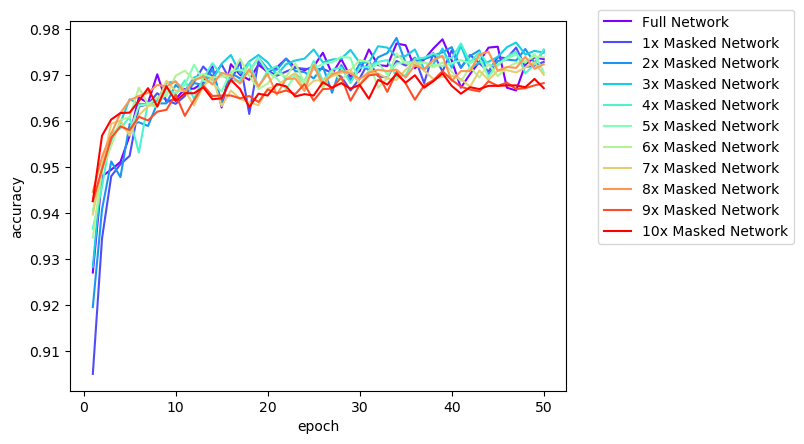 0.98
0.97
0.96
0.95
0.94
0.93
0.92
0.91
accuracy
0 10 20 30 40 50
epoch
Full Network
1x Masked Network
2x Masked Network
3x Masked Network
4x Masked Network
5x Masked Network
6x Masked Network
7x Masked Network
8x Masked Network
9x Masked Network
10x Masked Network